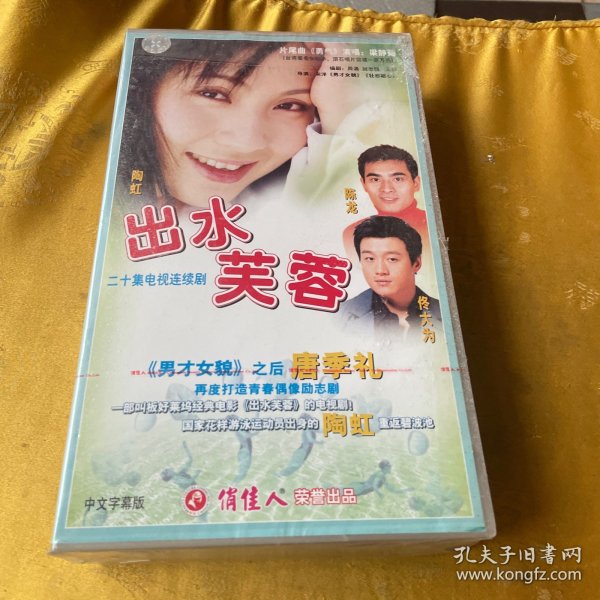 片尾曲《勇气》演唱：梁静茹
陶虹
陈龙
佟大为
出水
芙蓉
二十集电视连续剧
《男才女貌》之后 唐季礼
再度打造青春偶像励志剧
一部叫板好莱坞经典电影《出水芙蓉》的电视剧！
国家花样游泳运动员出身的 陶虹 重返碧波池
中文字幕版
俏佳人 荣誉出品
孔夫子旧书网
www.kongfz.com